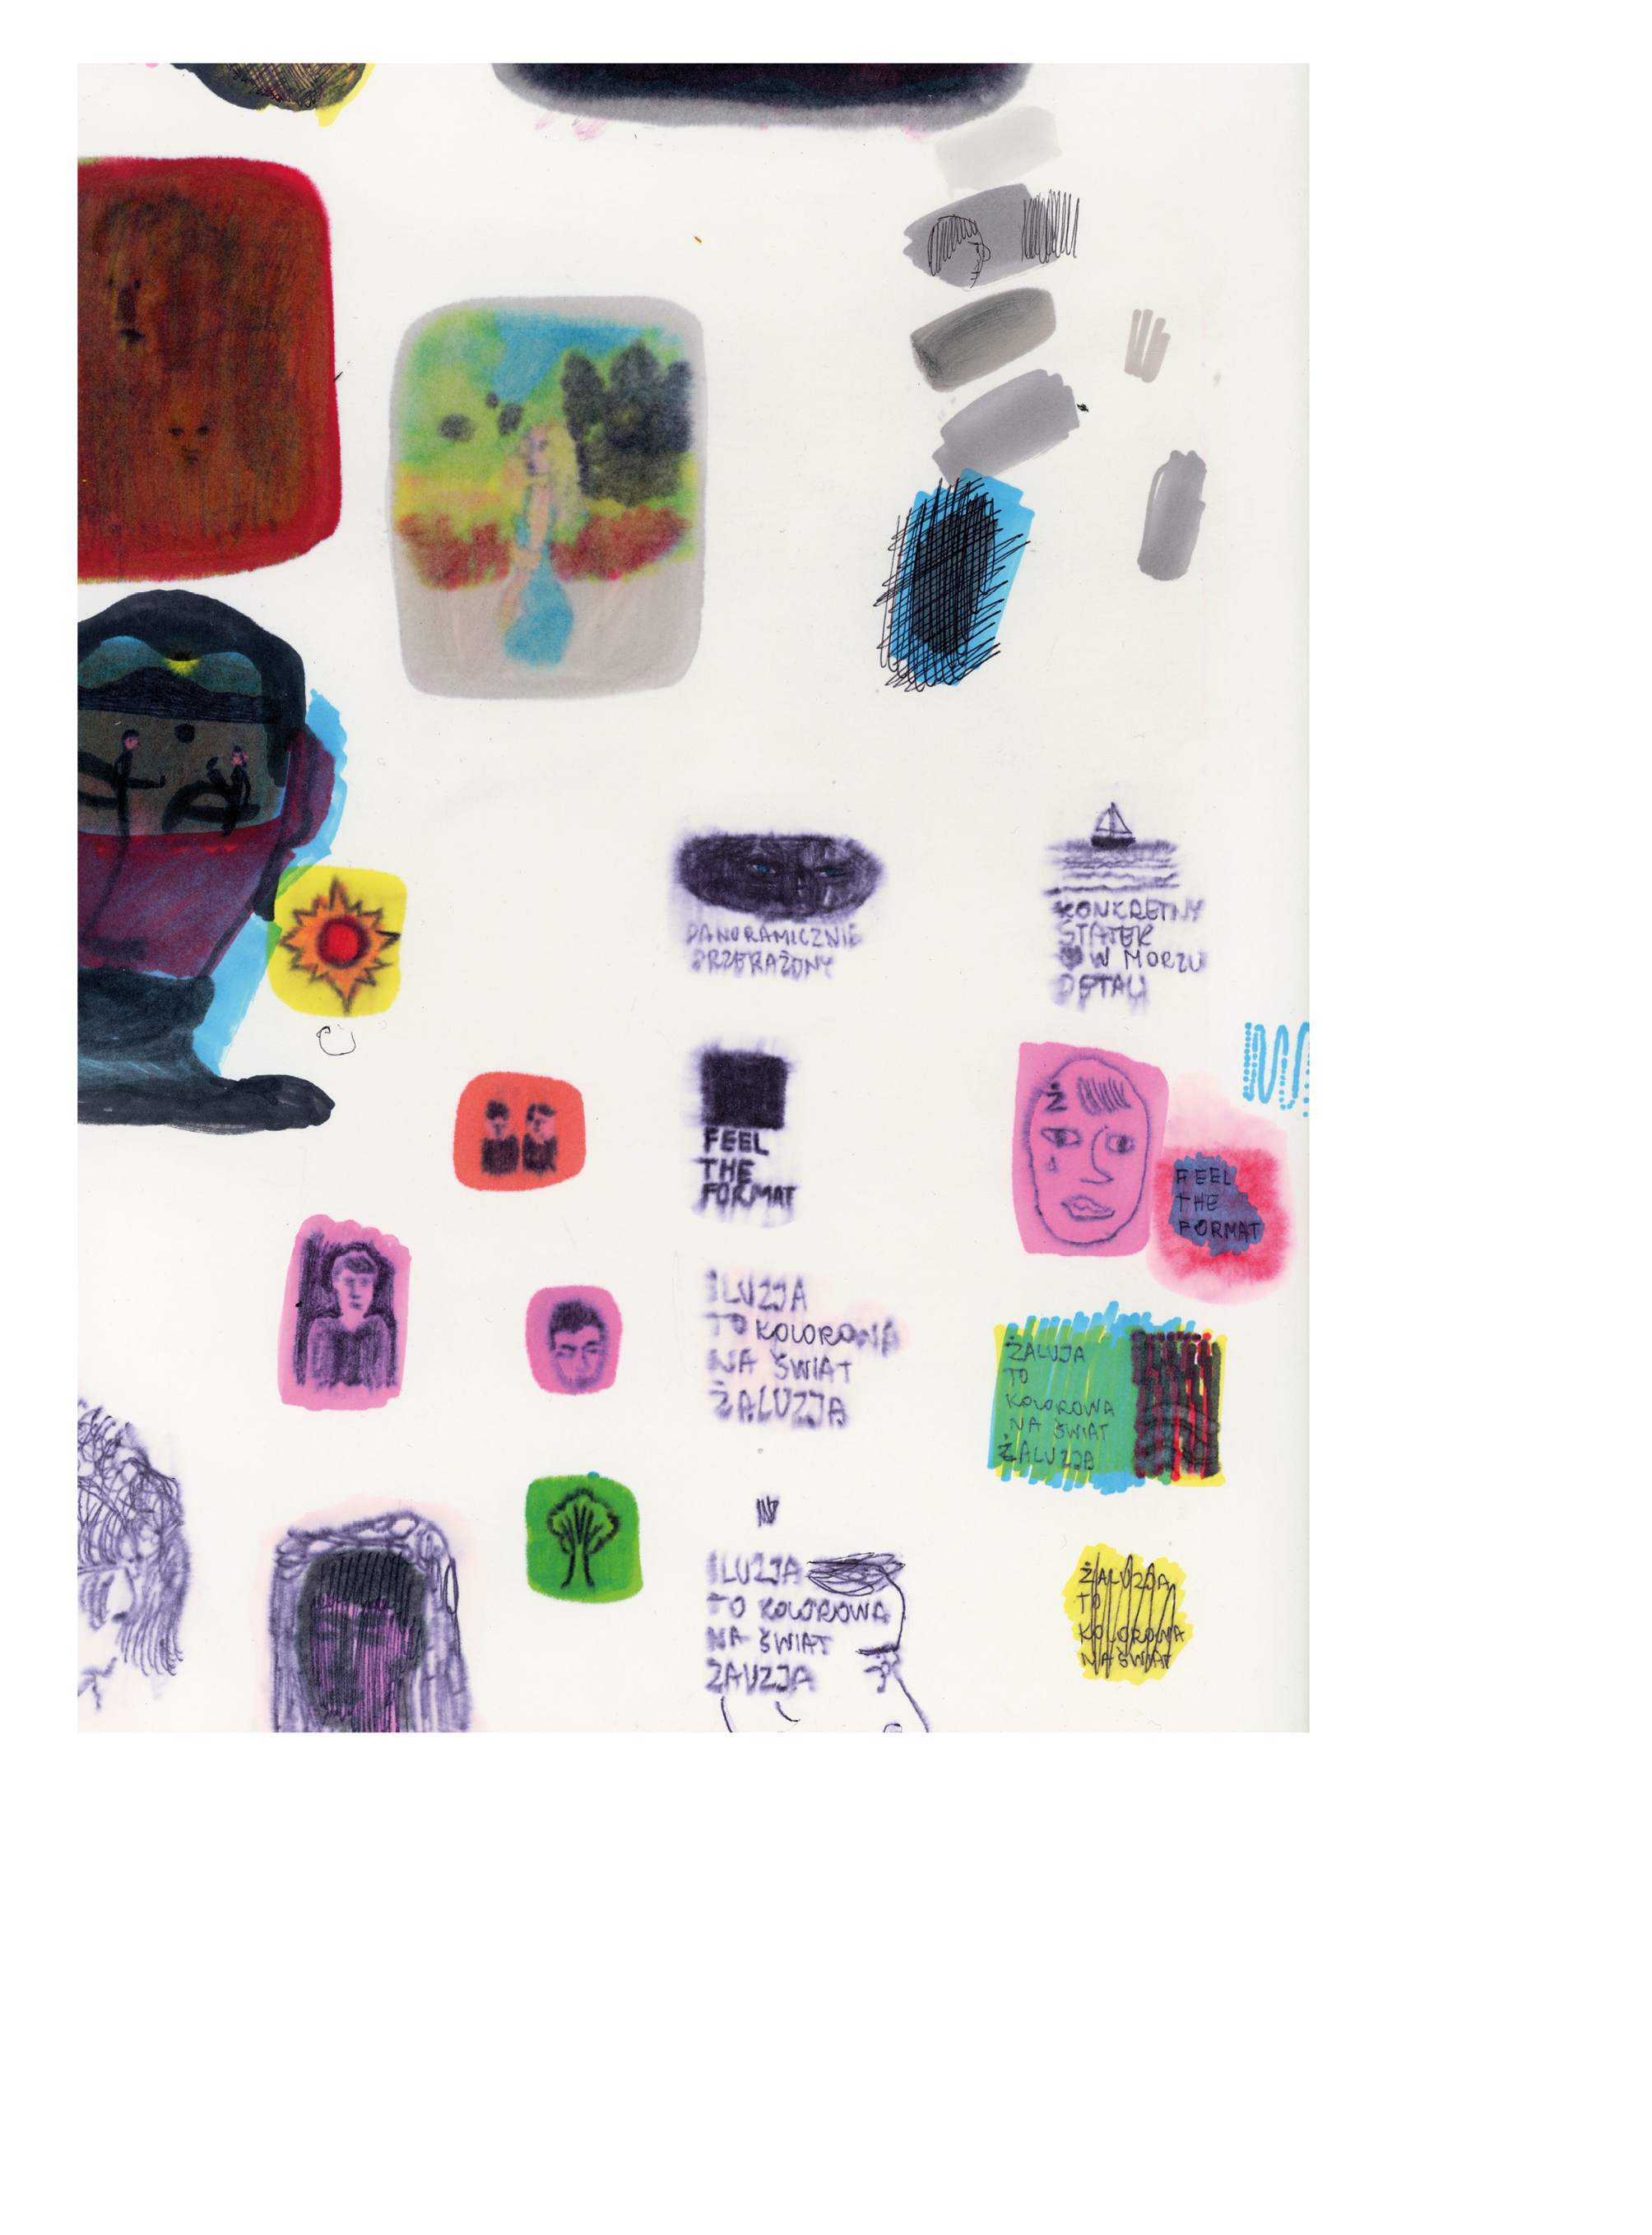 PANORAMICZNIE
PRZERAŻONY
KONKRETNY
STATEK
W MORZU
DETALI
FEEL
THE
FORMAT
Ż
FEEL
THE
FORMAT
ILUZJA
TO KOLOROWA
NA ŚWIAT
ŻALUZJA
ŻALUJA
TO
KOLOROWA
NA ŚWIAT
ŻALUZJA
ILUZJA
TO KOLOROWA
NA ŚWIAT
ŻAUZJA
ŻALUZJA
TO
KOLOROWA
NA ŚWIAT